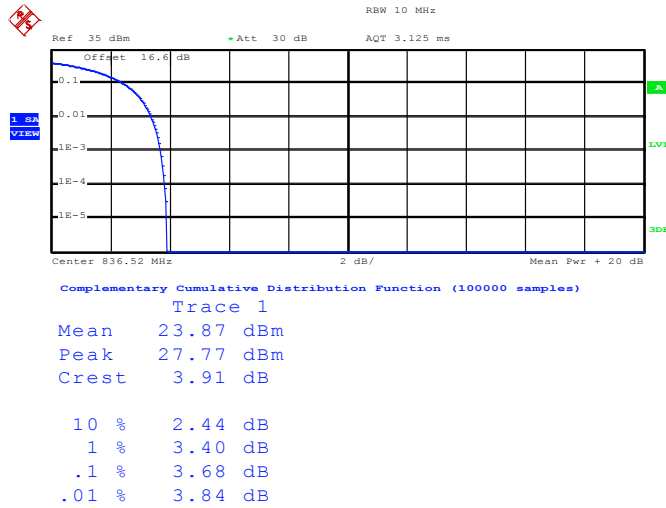 RBW 10 MHz
Ref 35 dBm Att 30 dB AQT 3.125 ms
Offset 16.6 dB
0.1
A
0.01
1 SA
VIEW
1E-3
LVL
1E-4
1E-5
3DB
Center 836.52 MHz 2 dB/ Mean Pwr + 20 dB
Complementary Cumulative Distribution Function (100000 samples)
Trace 1
Mean 23.87 dBm
Peak 27.77 dBm
Crest 3.91 dB
10 % 2.44 dB
1 % 3.40 dB
.1 % 3.68 dB
.01 % 3.84 dB